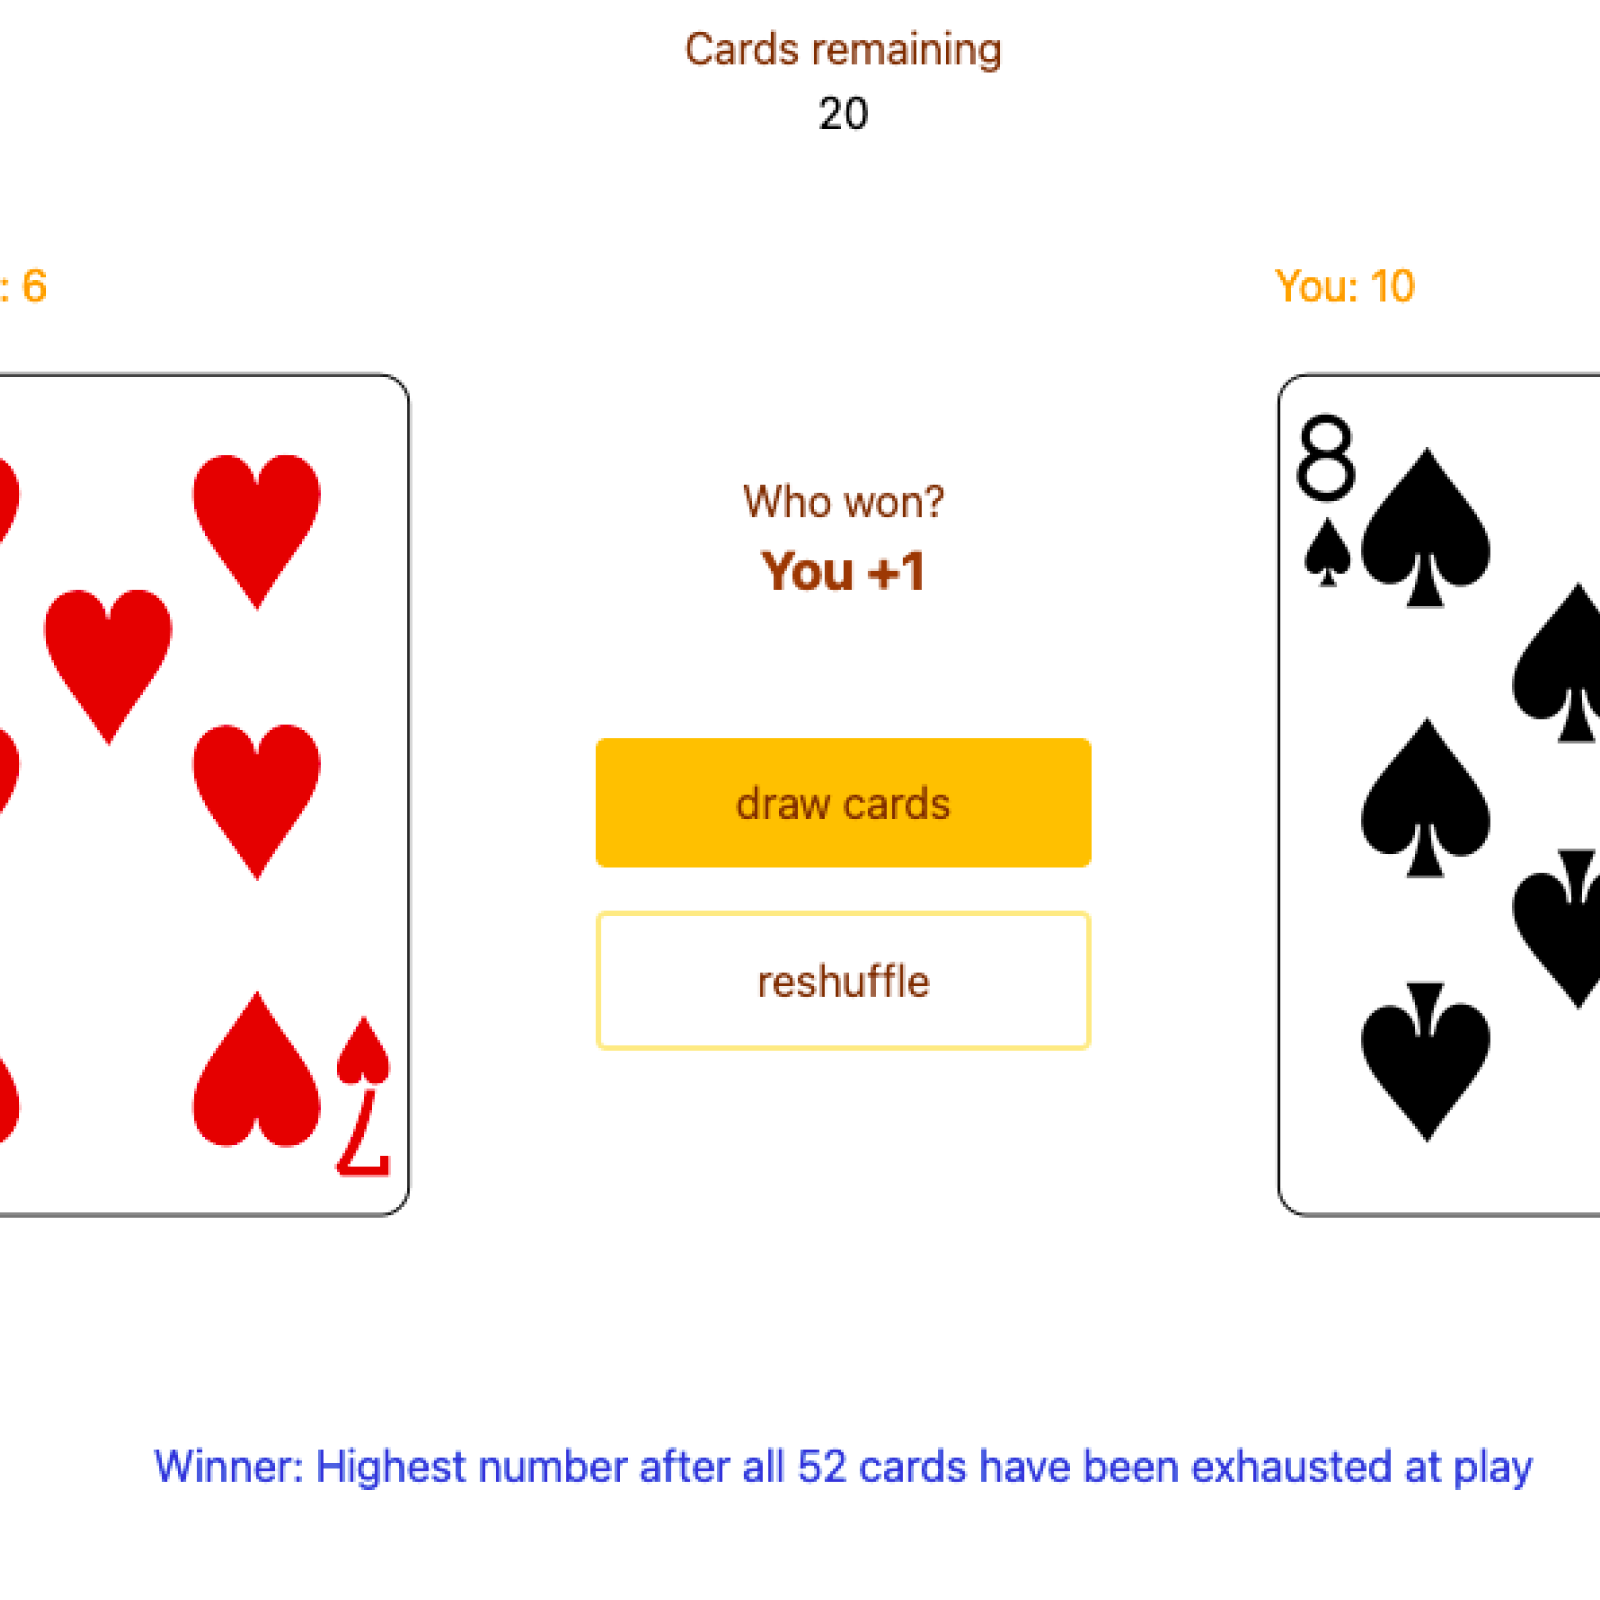 Cards remaining
20
: 6
You: 10
8
Who won?
You +1
draw cards
reshuffle
7
Winner: Highest number after all 52 cards have been exhausted at play